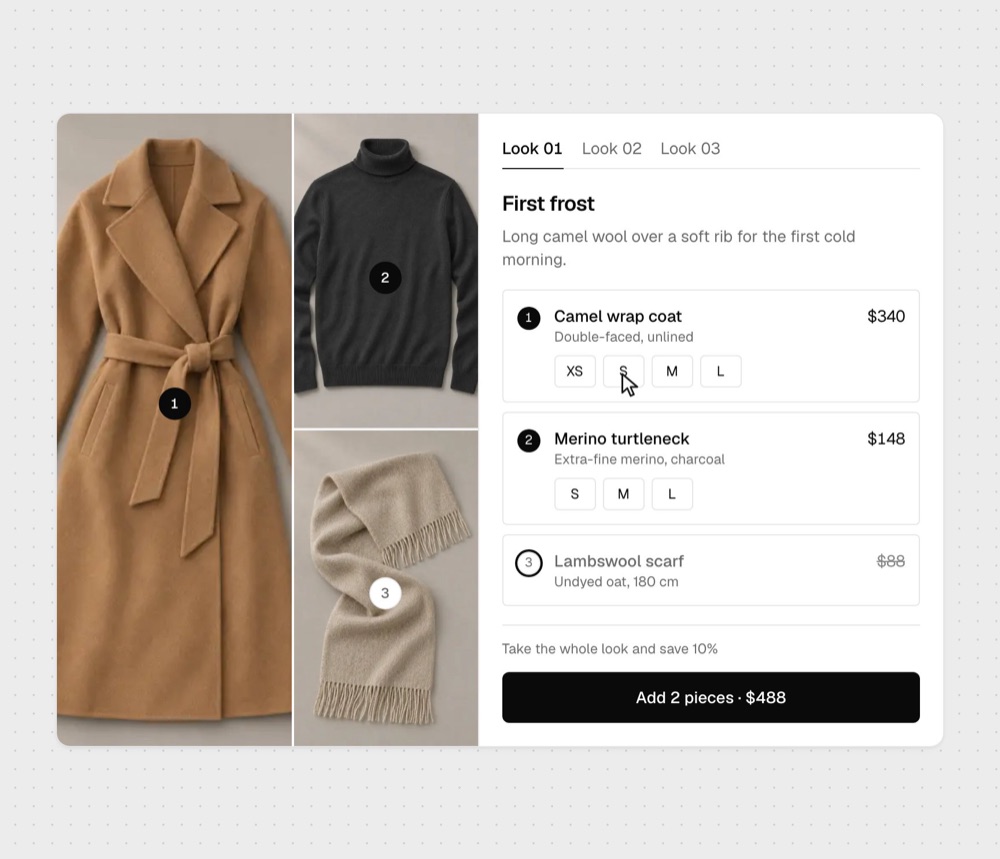 1
2
3
Look 01 Look 02 Look 03
First frost
Long camel wool over a soft rib for the first cold
morning.
1 Camel wrap coat $340
Double-faced, unlined
XS S M L
2 Merino turtleneck $148
Extra-fine merino, charcoal
S M L
3 Lambswool scarf $88
Undyed oat, 180 cm
Take the whole look and save 10%
Add 2 pieces · $488